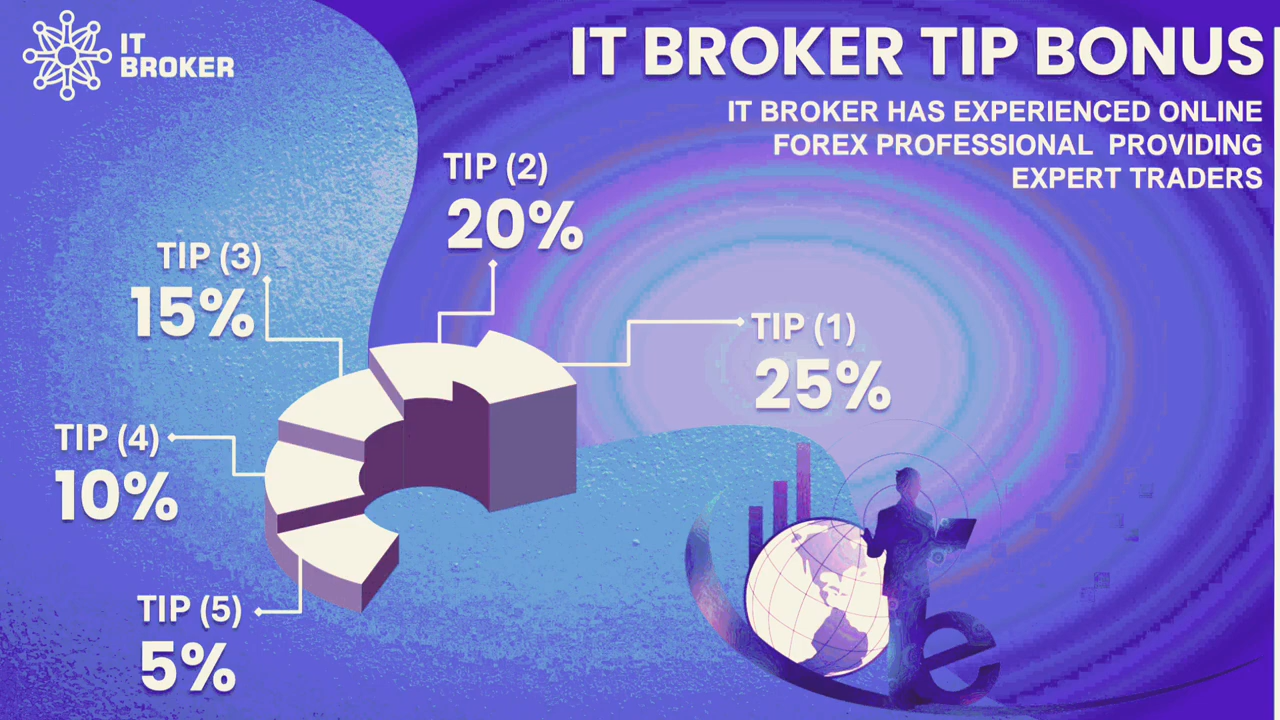 IT
BROKER
IT BROKER TIP BONUS
IT BROKER HAS EXPERIENCED ONLINE
FOREX PROFESSIONAL PROVIDING
EXPERT TRADERS
TIP (2)
20%
TIP (3)
15%
TIP (1)
25%
TIP (4)
10%
TIP (5)
5%
e